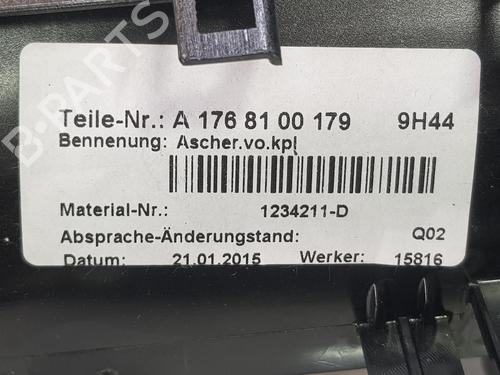 Teile-Nr.: A 176 81 00 179 9H44
Bennenung: Ascher.vo.kpl
Material-Nr.: 1234211-D
Absprache-Änderungstand: Q02
Datum: 21.01.2015 Werker: 15816
B-PARTS